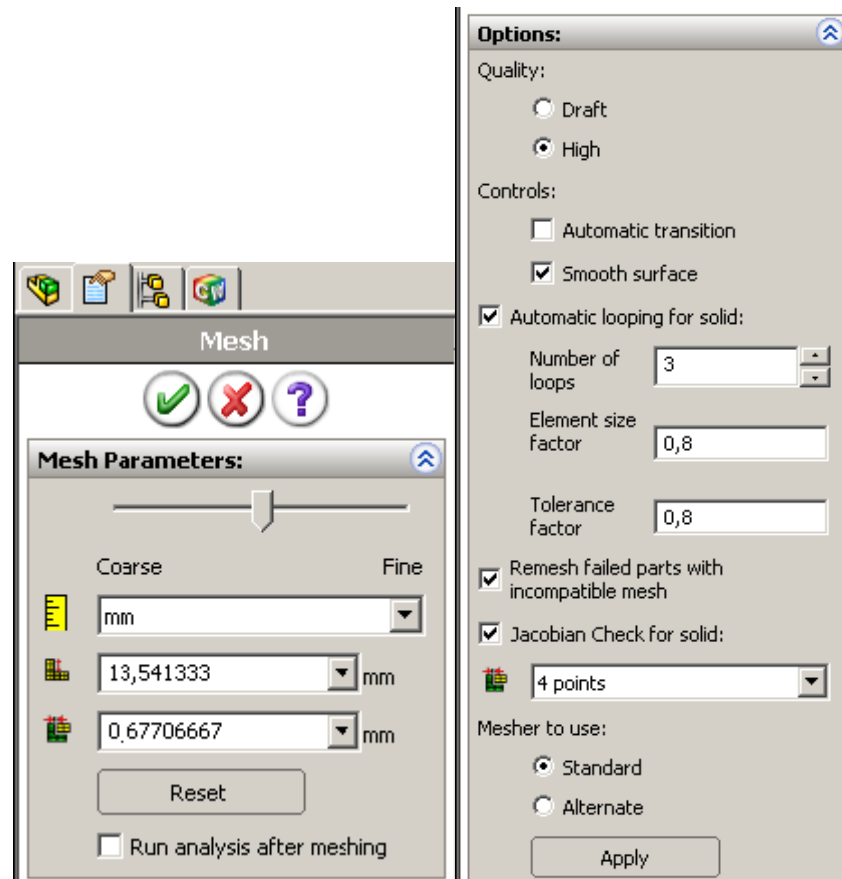 Mesh
Mesh Parameters:
Coarse Fine
mm
13,541333 mm
0,67706667 mm
Reset
Run analysis after meshing
Options:
Quality:
Draft
High
Controls:
Automatic transition
Smooth surface
Automatic looping for solid:
Number of
loops
3
Element size
factor
0,8
Tolerance
factor
0,8
Remesh failed parts with
incompatible mesh
Jacobian Check for solid:
4 points
Mesher to use:
Standard
Alternate
Apply